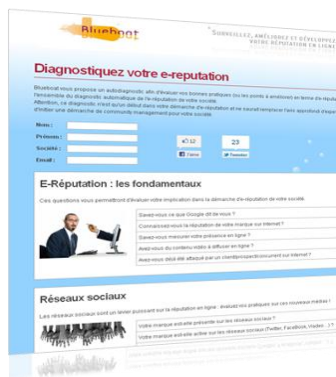 Blueboat
SURVEILLEZ, AMÉLIOREZ ET DÉVELOPPEZ
VOTRE RÉPUTATION EN LIGNE
Diagnostiquez votre e-reputation
Blueboat vous propose un autodiagnostic afin d'évaluer vos bonnes pratiques (ou les points à améliorer) en terme
l'ensemble du diagnostic automatique de l'e-réputation de votre société.
Attention, ce diagnostic n'est qu'un début dans votre démarche d'e-réputation et ne saurait remplacer
d'initier une démarche de community management pour votre société.
Nom :
Prénom :
Société :
Email :
12
23
J'aime
Tweeter
E-Réputation : les fondamentaux
Ces questions vous permettront d'évaluer votre implication dans la démarche d'e-réputation de votre société.
Savez-vous ce que Google dit de vous ?
Connaissez-vous la réputation de votre marque sur Internet ?
Savez-vous mesurer votre présence en ligne ?
Avez-vous du contenu vidéo à diffuser en ligne ?
Avez-vous déjà été attaqué par un client/prospect/concurrent sur Internet ?
Réseaux sociaux
Les réseaux sociaux sont un levier puissant sur la réputation en ligne : évaluez vos pratiques sur ces nouveaux médias !
Votre marque est-elle présente sur les réseaux sociaux ?
Votre marque est-elle active sur les réseaux sociaux (Twitter, FaceBook, Viadeo...) ?